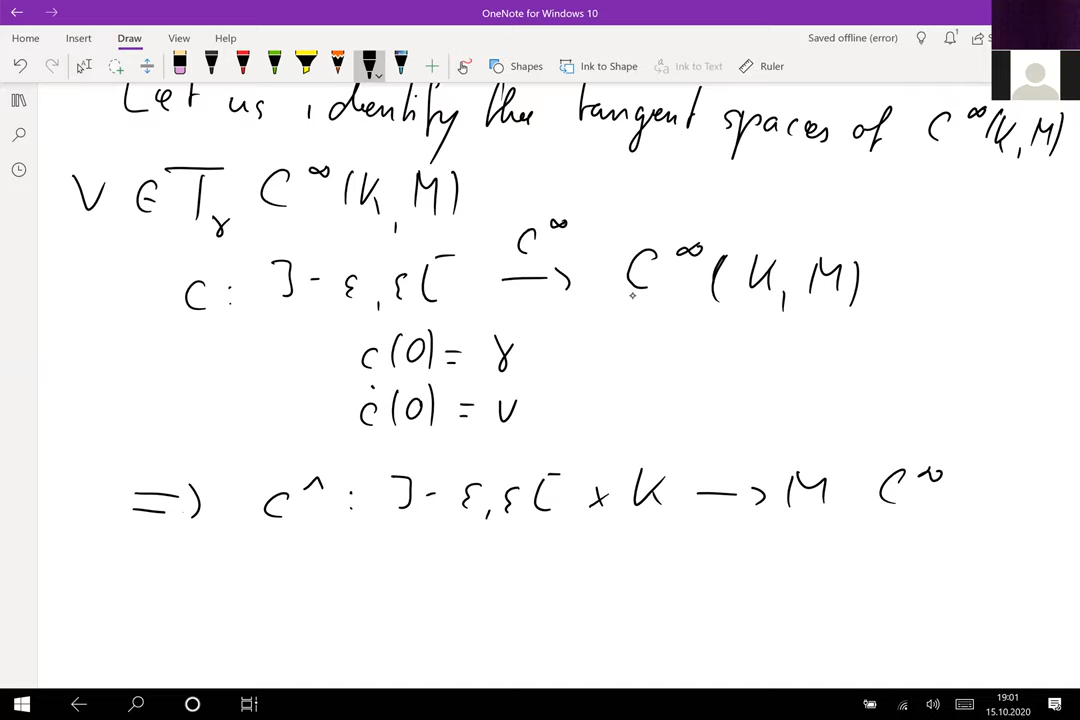 OneNote for Windows 10
Home Insert Draw View Help
Saved offline (error)
Shapes Ink to Shape Ink to Text Ruler
Let us identify the tangent spaces of C^∞(K, M)
v ∈ T_γ C^∞(K, M)
c : ]-ε, ε[ —C^∞→ C^∞(K, M)
c(0) = γ
ċ(0) = v
=> c^∧ : ]-ε, ε[ × K → M C^∞
19:01
15.10.2020